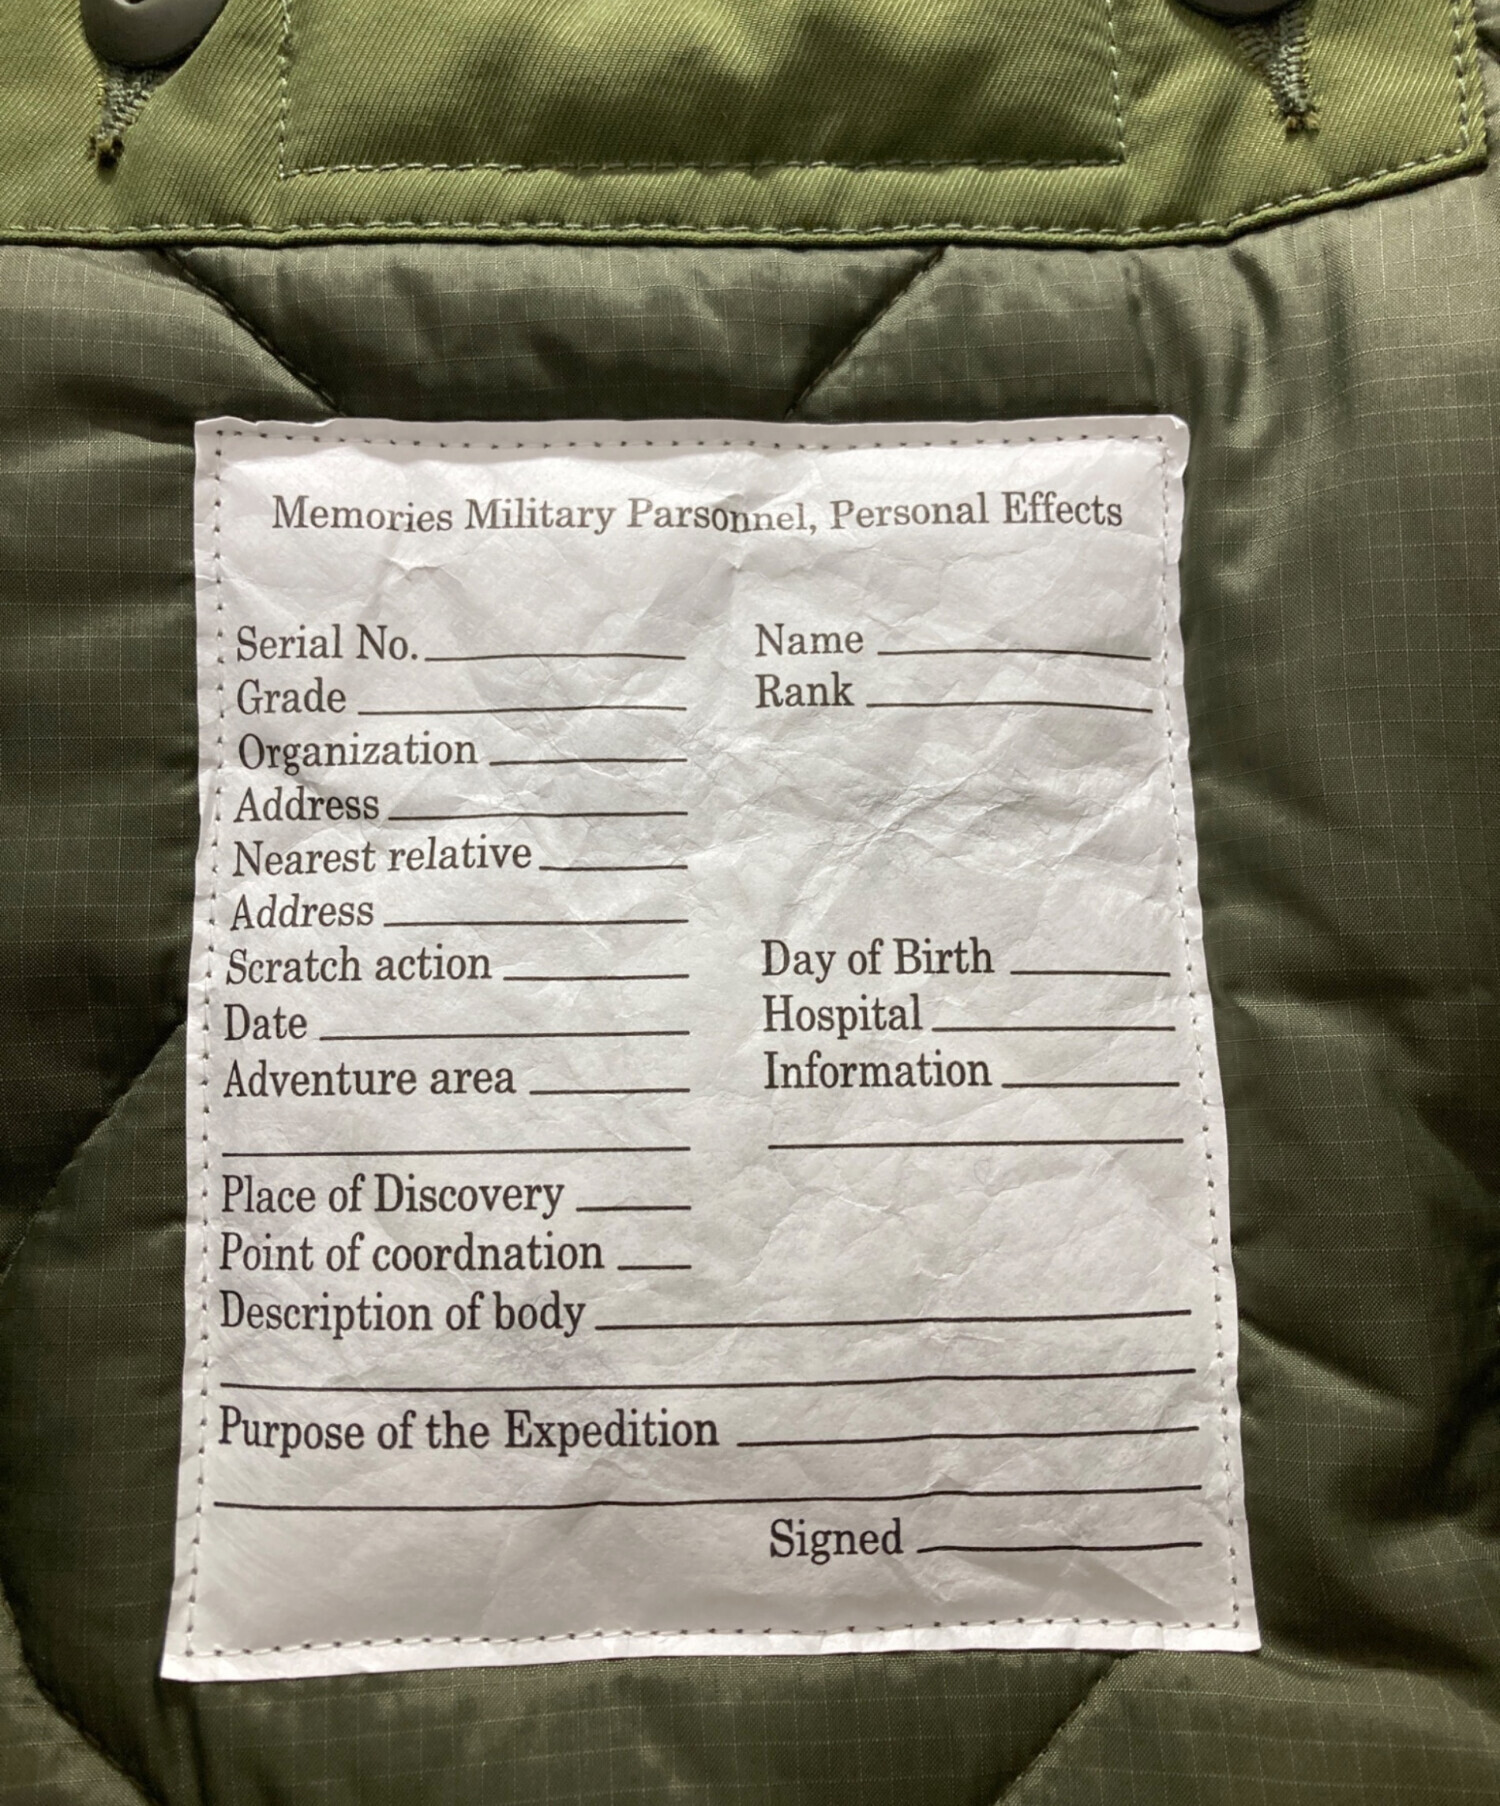 Memories Military Parsonnel, Personal Effects
Serial No. Name
Grade Rank
Organization
Address
Nearest relative
Address
Scratch action Day of Birth
Date Hospital
Adventure area Information
Place of Discovery
Point of coordnation
Description of body
Purpose of the Expedition
Signed